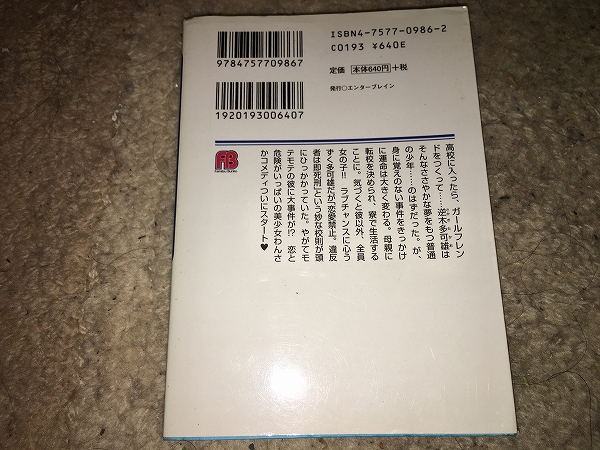 ISBN4-7577-0986-2
C0193 ¥640E
定価 本体640円 +税
発行○エンターブレイン
9784757709867
1920193006407
FB
Famitsu Bunko
高校に入ったら、ガールフレン
ドをつくって……逆木多可雄は
そんなささやかな夢をもつ普通
の少年……のはずだった。が、
身に覚えのない事件をきっかけ
に運命は大きく変わる。母親に
転校を決められ、寮で生活する
ことに。気づくと彼以外、全員
女の子!! ラブチャンスに心う
ずく多可雄だが「恋愛禁止。違反
者は即死刑」という妙な校則が頭
にひっかかっていた。やがてモ
テモテの彼に大事件が!? 恋と
危険がいっぱいの美少女わんさ
かコメディついにスタート♥